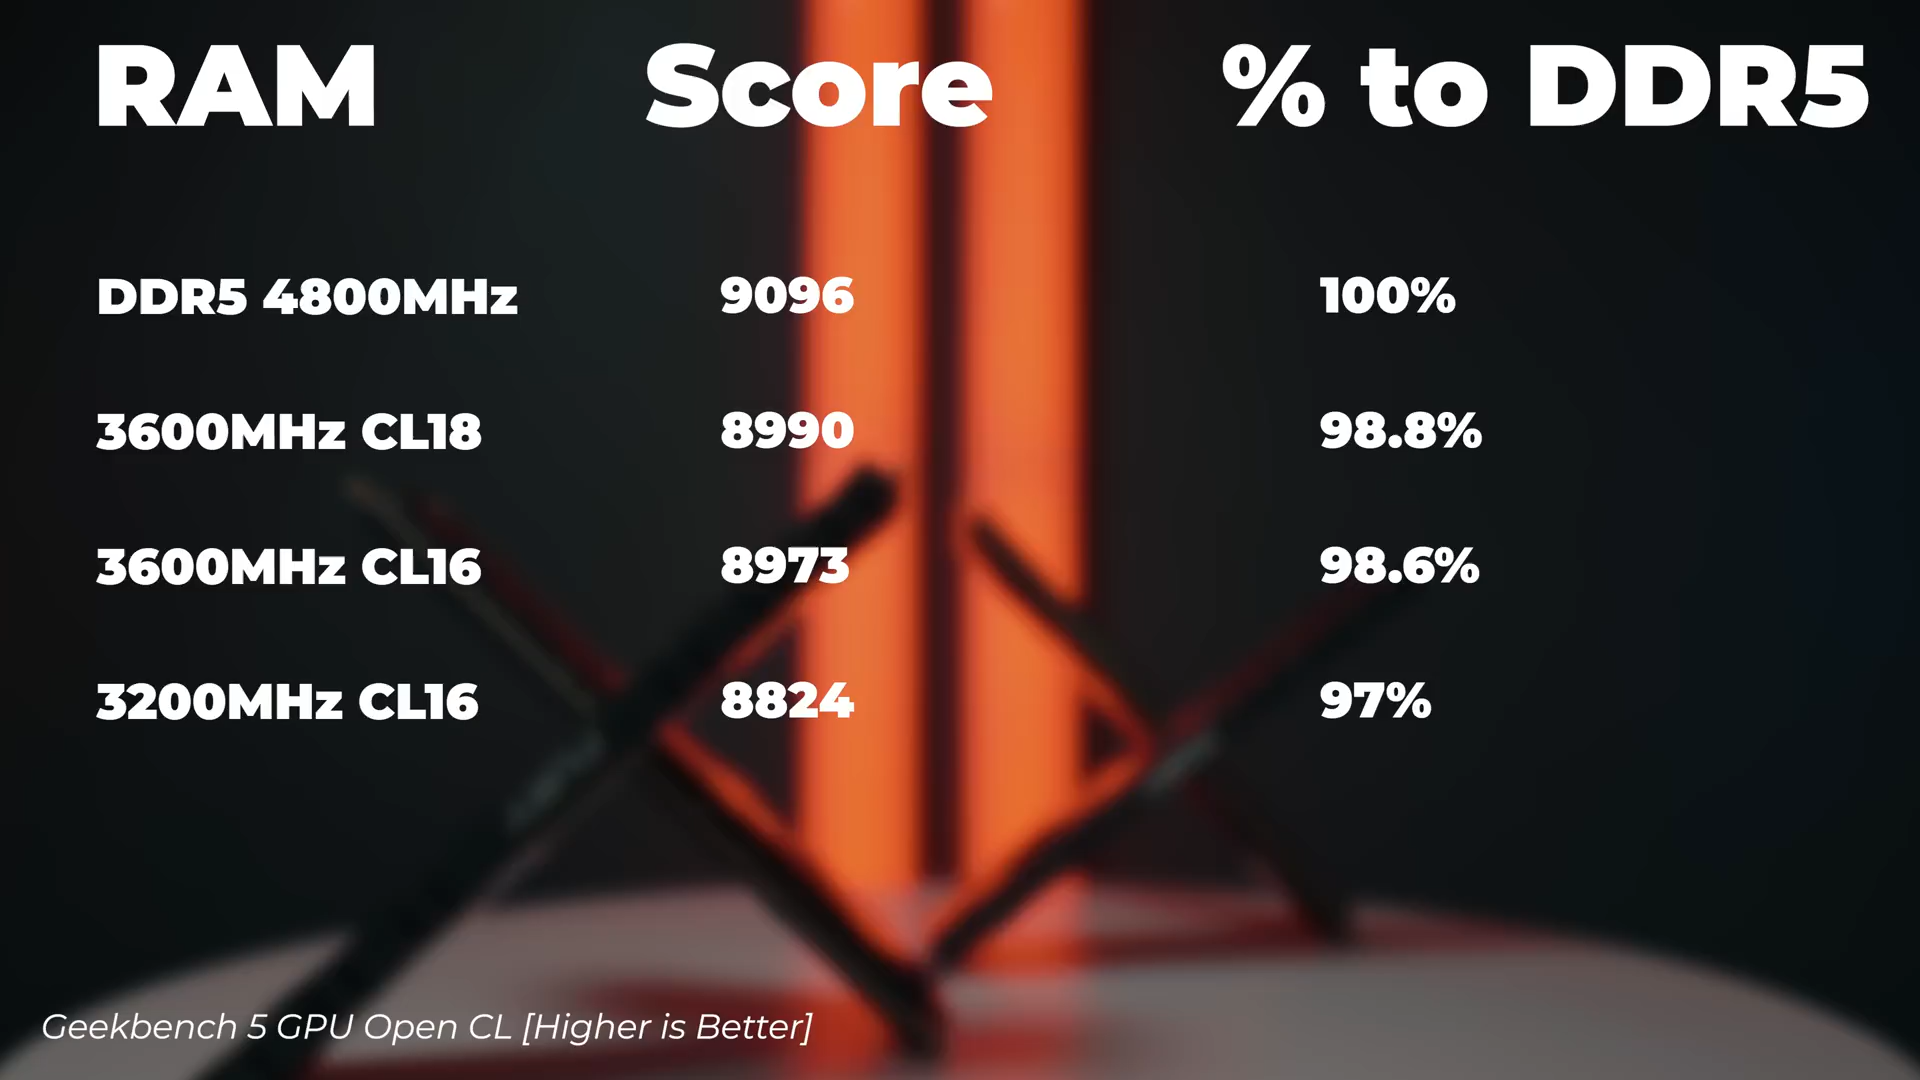 RAM Score % to DDR5
DDR5 4800MHz 9096 100%
3600MHz CL18 8990 98.8%
3600MHz CL16 8973 98.6%
3200MHz CL16 8824 97%
Geekbench 5 GPU Open CL [Higher is Better]